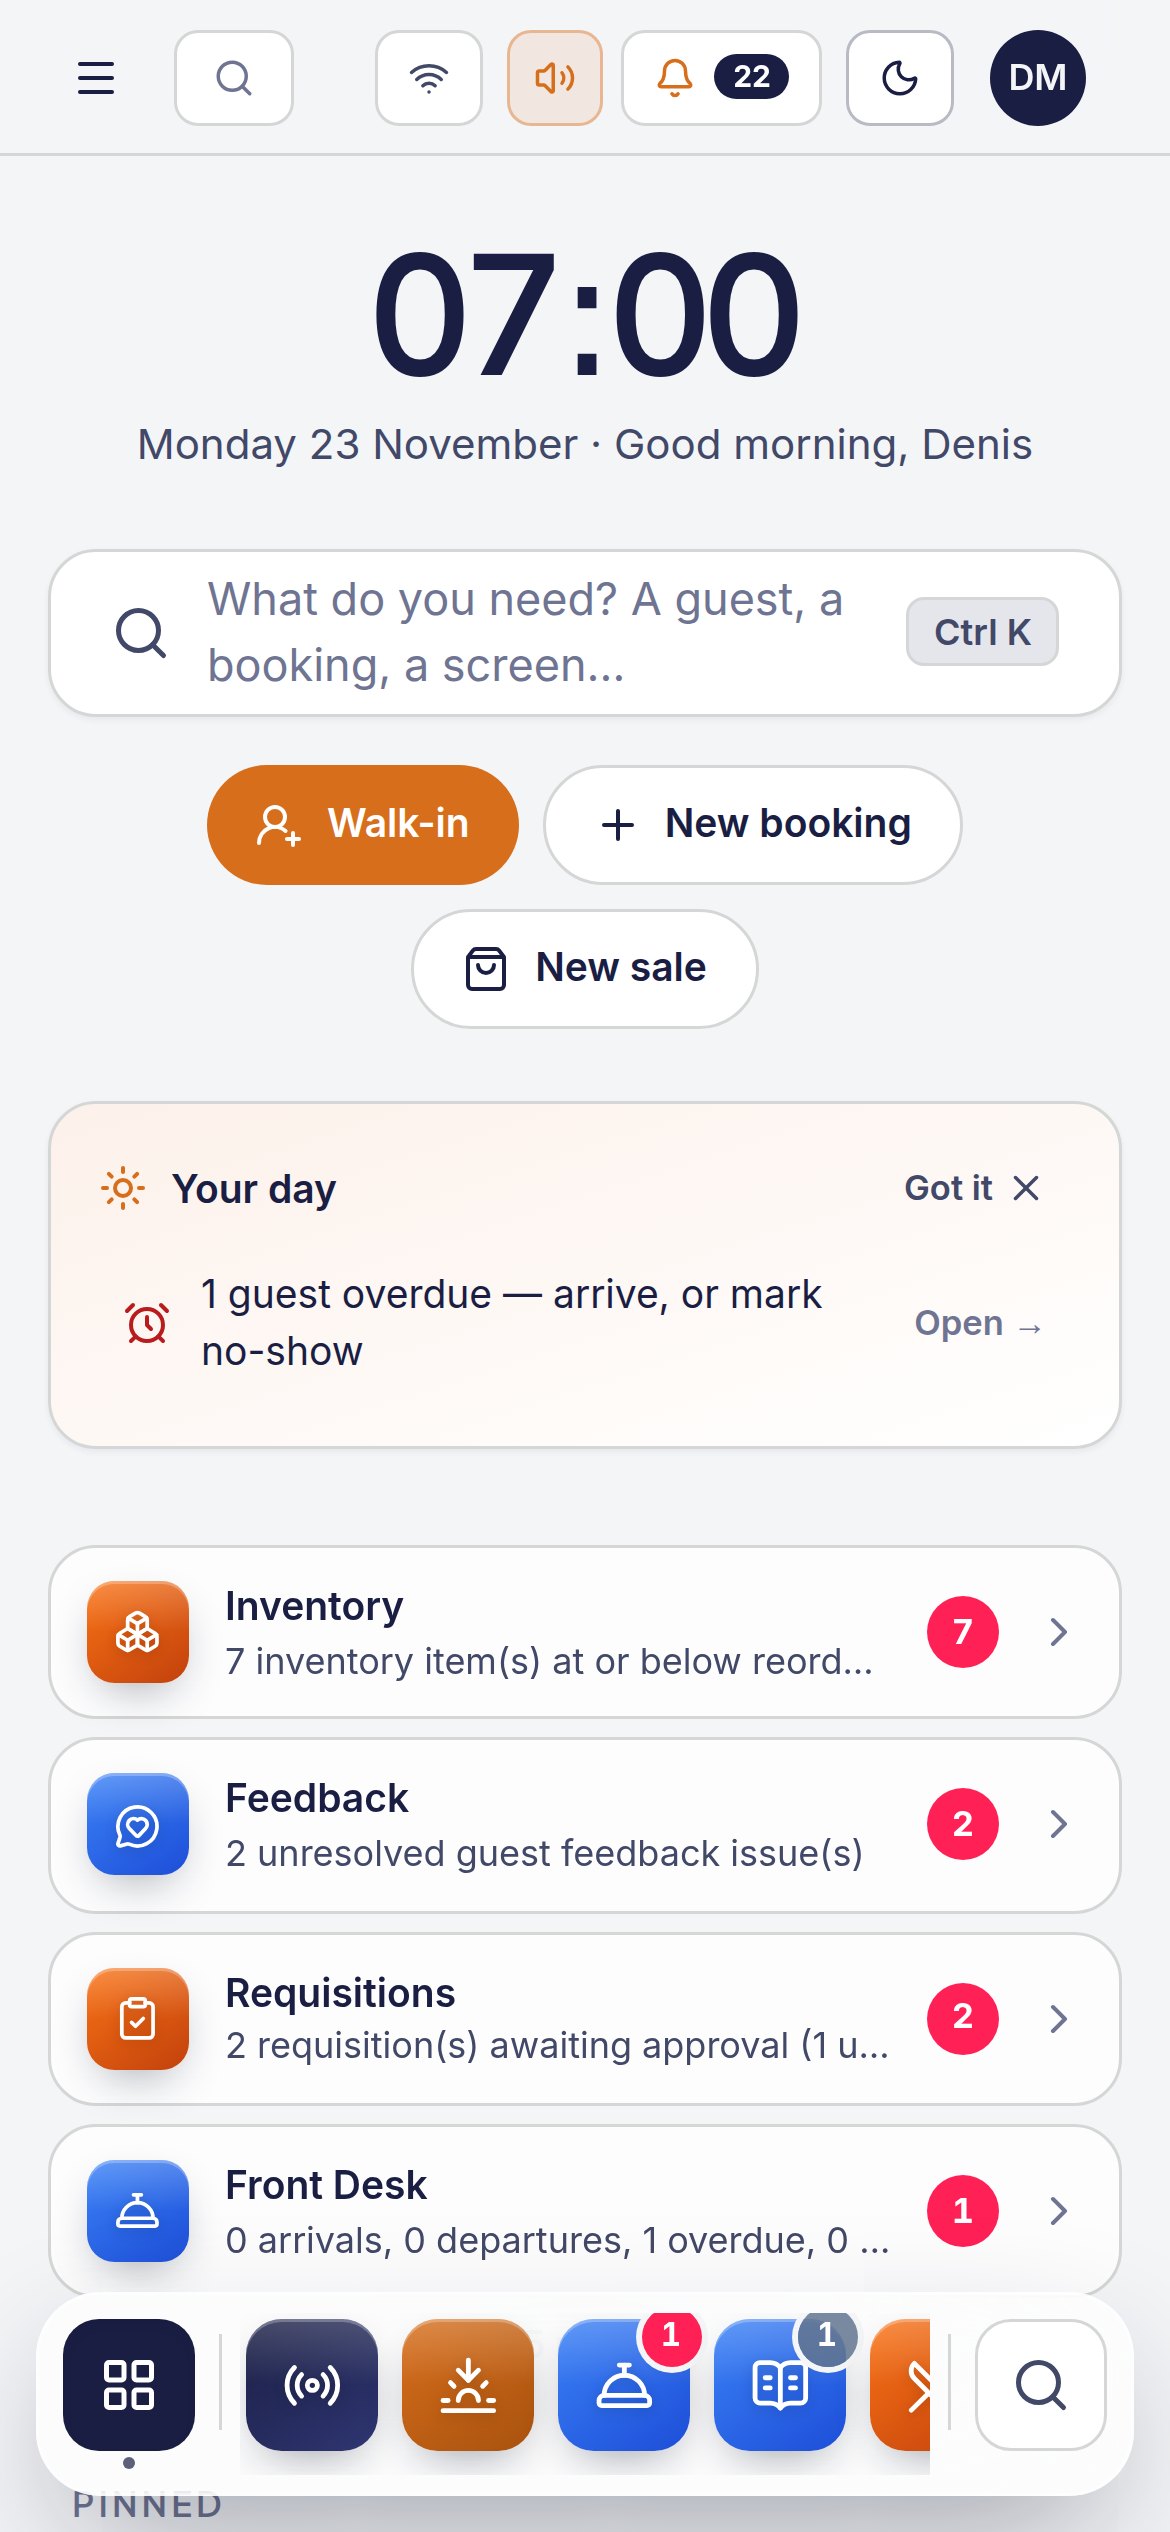 22
DM
07:00
Monday 23 November · Good morning, Denis
What do you need? A guest, a
booking, a screen...
Ctrl K
Walk-in
New booking
New sale
Your day
Got it
1 guest overdue — arrive, or mark
no-show
Open →
Inventory
7 inventory item(s) at or below reord...
7
Feedback
2 unresolved guest feedback issue(s)
2
Requisitions
2 requisition(s) awaiting approval (1 u...
2
Front Desk
0 arrivals, 0 departures, 1 overdue, 0 ...
1
1
1
PINNED